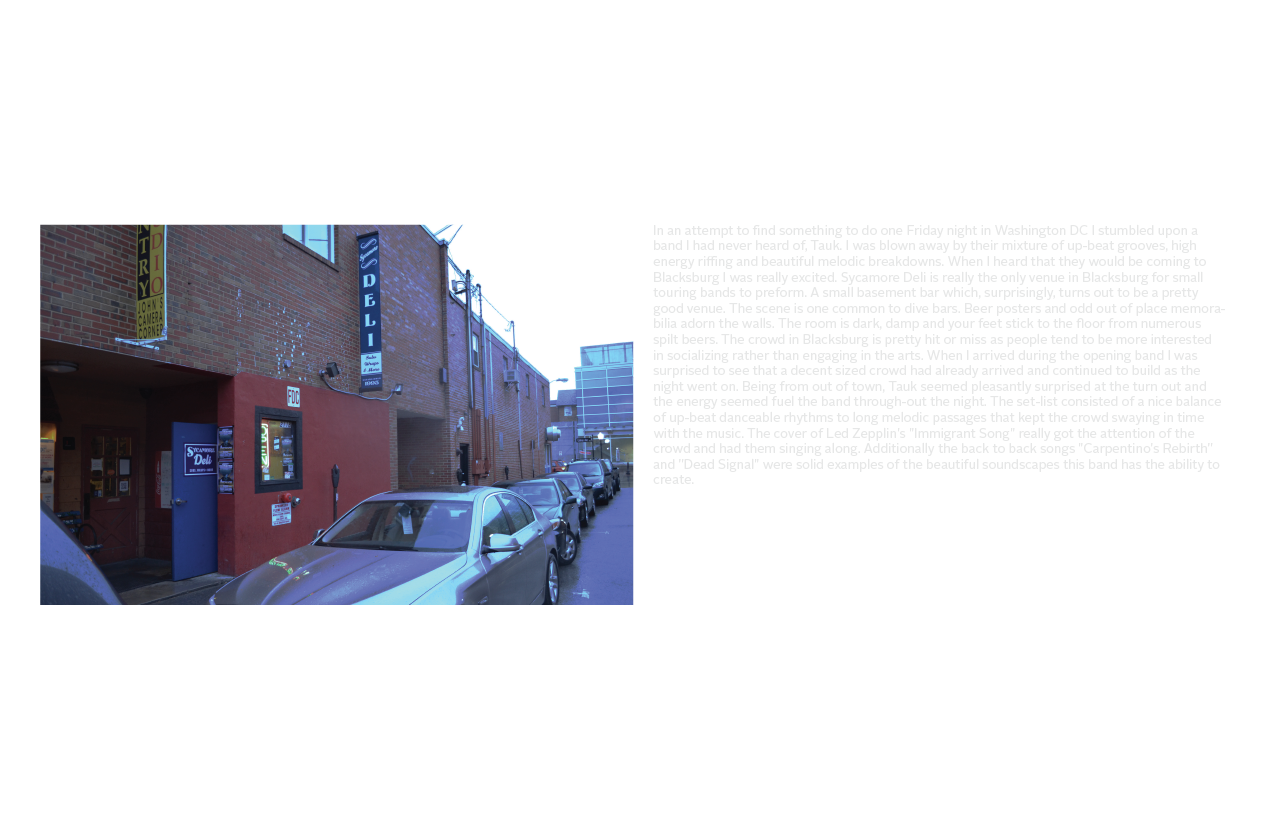 NTRY
DIO
JOHN'S
CAMERA
CORNER
Sycamore
DELI
Subs
Wraps
& More
FDC
OPEN
SYCAMORE
Deli
In an attempt to find something to do one Friday night in Washington DC I stumbled upon a
band I had never heard of, Tauk. I was blown away by their mixture of up-beat grooves, high
energy riffing and beautiful melodic breakdowns. When I heard that they would be coming to
Blacksburg I was really excited. Sycamore Deli is really the only venue in Blacksburg for small
touring bands to preform. A small basement bar which, surprisingly, turns out to be a pretty
good venue. The scene is one common to dive bars. Beer posters and odd out of place memora-
bilia adorn the walls. The room is dark, damp and your feet stick to the floor from numerous
spilt beers. The crowd in Blacksburg is pretty hit or miss as people tend to be more interested
in socializing rather than engaging in the arts. When I arrived during the opening band I was
surprised to see that a decent sized crowd had already arrived and continued to build as the
night went on. Being from out of town, Tauk seemed pleasantly surprised at the turn out and
the energy seemed fuel the band through-out the night. The set-list consisted of a nice balance
of up-beat danceable rhythms to long melodic passages that kept the crowd swaying in time
with the music. The cover of Led Zepplin's "Immigrant Song" really got the attention of the
crowd and had them singing along. Additionally the back to back songs "Carpentino's Rebirth"
and "Dead Signal" were solid examples of the beautiful soundscapes this band has the ability to
create.